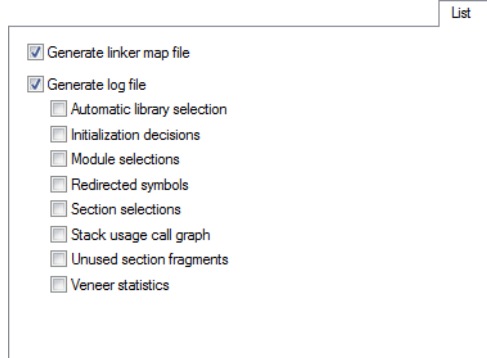 List
Generate linker map file
Generate log file
Automatic library selection
Initialization decisions
Module selections
Redirected symbols
Section selections
Stack usage call graph
Unused section fragments
Veneer statistics